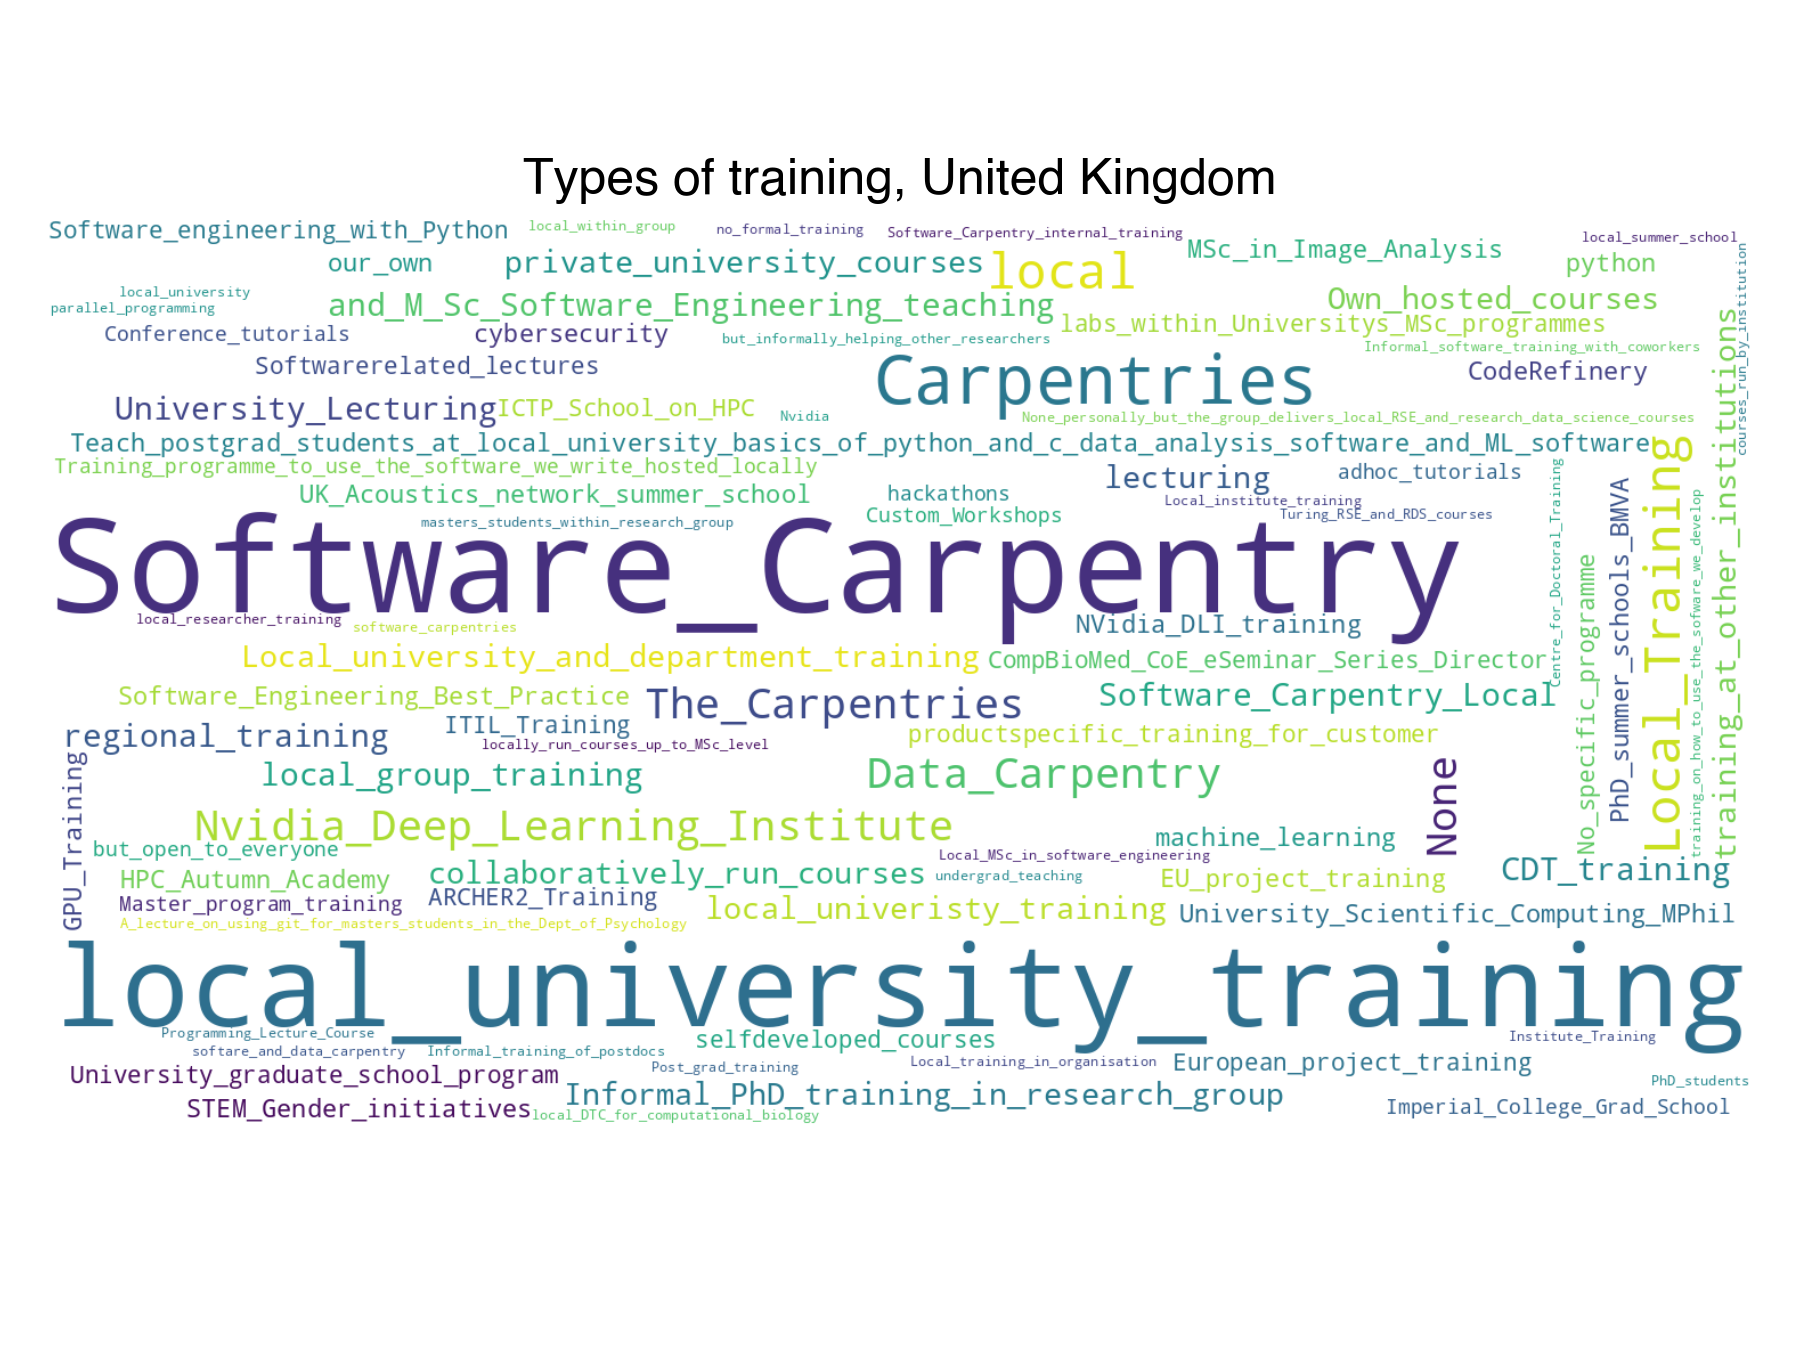 Types of training, United Kingdom
Software_engineering_with_Python
local_within_group
no_formal_training
Software_Carpentry_internal_training
local_summer_school
our_own
private_university_courses
local
MSc_in_Image_Analysis
python
local_university
parallel_programming
and_M_Sc_Software_Engineering_teaching
Own_hosted_courses
courses_run_by_institution
Conference_tutorials
cybersecurity
but_informally_helping_other_researchers
labs_within_Universitys_MSc_programmes
Softwarerelated_lectures
Carpentries
Informal_software_training_with_coworkers
CodeRefinery
training_at_other_institutions
University_Lecturing
ICTP_School_on_HPC
Nvidia
None_personally_but_the_group_delivers_local_RSE_and_research_data_science_courses
Teach_postgrad_students_at_local_university_basics_of_python_and_c_data_analysis_software_and_ML_software
Training_programme_to_use_the_software_we_write_hosted_locally
lecturing
adhoc_tutorials
UK_Acoustics_network_summer_school
hackathons
Local_institute_training
masters_students_within_research_group
Custom_Workshops
Turing_RSE_and_RDS_courses
Centre_for_Doctoral_Training
No_specific_programme
PhD_summer_schools_BMVA
Local_Training
training_on_how_to_use_the_sofware_we_develop
Software_Carpentry
local_researcher_training
software_carpentries
NVidia_DLI_training
Local_university_and_department_training
CompBioMed_CoE_eSeminar_Series_Director
Software_Engineering_Best_Practice
The_Carpentries
Software_Carpentry_Local
regional_training
ITIL_Training
locally_run_courses_up_to_MSc_level
productspecific_training_for_customer
GPU_Training
local_group_training
Data_Carpentry
None
Nvidia_Deep_Learning_Institute
machine_learning
but_open_to_everyone
Local_MSc_in_software_engineering
HPC_Autumn_Academy
collaboratively_run_courses
undergrad_teaching
EU_project_training
CDT_training
Master_program_training
ARCHER2_Training
local_univeristy_training
University_Scientific_Computing_MPhil
A_lecture_on_using_git_for_masters_students_in_the_Dept_of_Psychology
local_university_training
Programming_Lecture_Course
selfdeveloped_courses
Institute_Training
softare_and_data_carpentry
Informal_training_of_postdocs
Local_training_in_organisation
European_project_training
University_graduate_school_program
Post_grad_training
PhD_students
Informal_PhD_training_in_research_group
STEM_Gender_initiatives
local_DTC_for_computational_biology
Imperial_College_Grad_School